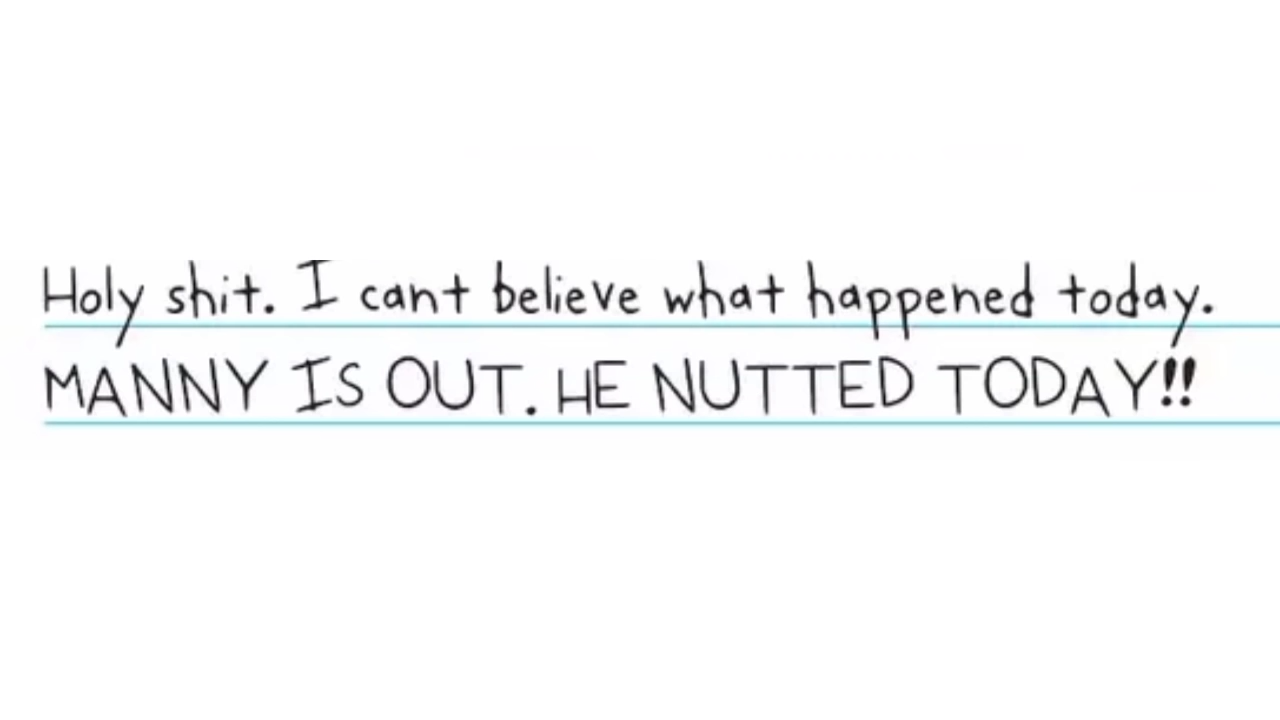 Holy shit. I cant believe what happened today.
MANNY IS OUT. HE NUTTED TODAY!!